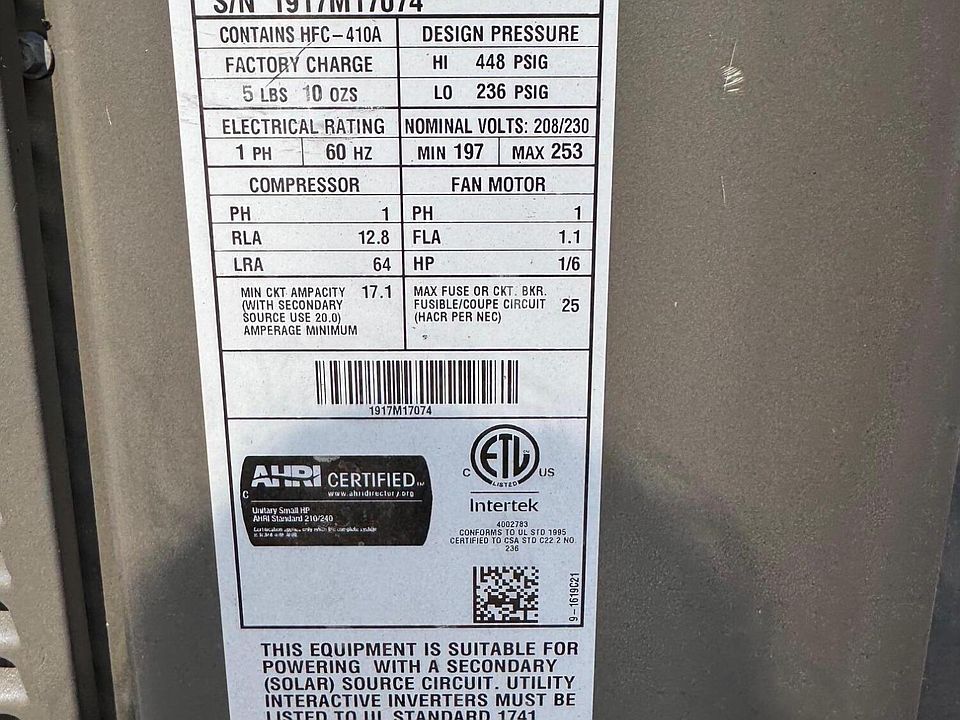 S/N 1917M17074
CONTAINS HFC-410A
DESIGN PRESSURE
FACTORY CHARGE
HI 448 PSIG
5 LBS 10 OZS
LO 236 PSIG
ELECTRICAL RATING
NOMINAL VOLTS: 208/230
1 PH 60 HZ
MIN 197 MAX 253
COMPRESSOR
FAN MOTOR
PH 1
PH 1
RLA 12.8
FLA 1.1
LRA 64
HP 1/6
MIN CKT AMPACITY 17.1
(WITH SECONDARY
SOURCE USE 20.0)
AMPERAGE MINIMUM
MAX FUSE OR CKT. BKR.
FUSIBLE/COUPE CIRCUIT 25
(HACR PER NEC)
1917M17074
AHRI CERTIFIED™
www.ahridirectory.org
C
Unitary Small HP
AHRI Standard 210/240
ETL
LISTED
C US
Intertek
4002783
CONFORMS TO UL STD 1995
CERTIFIED TO CSA STD C22.2 NO.
236
9-1619C21
THIS EQUIPMENT IS SUITABLE FOR
POWERING WITH A SECONDARY
(SOLAR) SOURCE CIRCUIT. UTILITY
INTERACTIVE INVERTERS MUST BE
LISTED TO UL STANDARD 1741